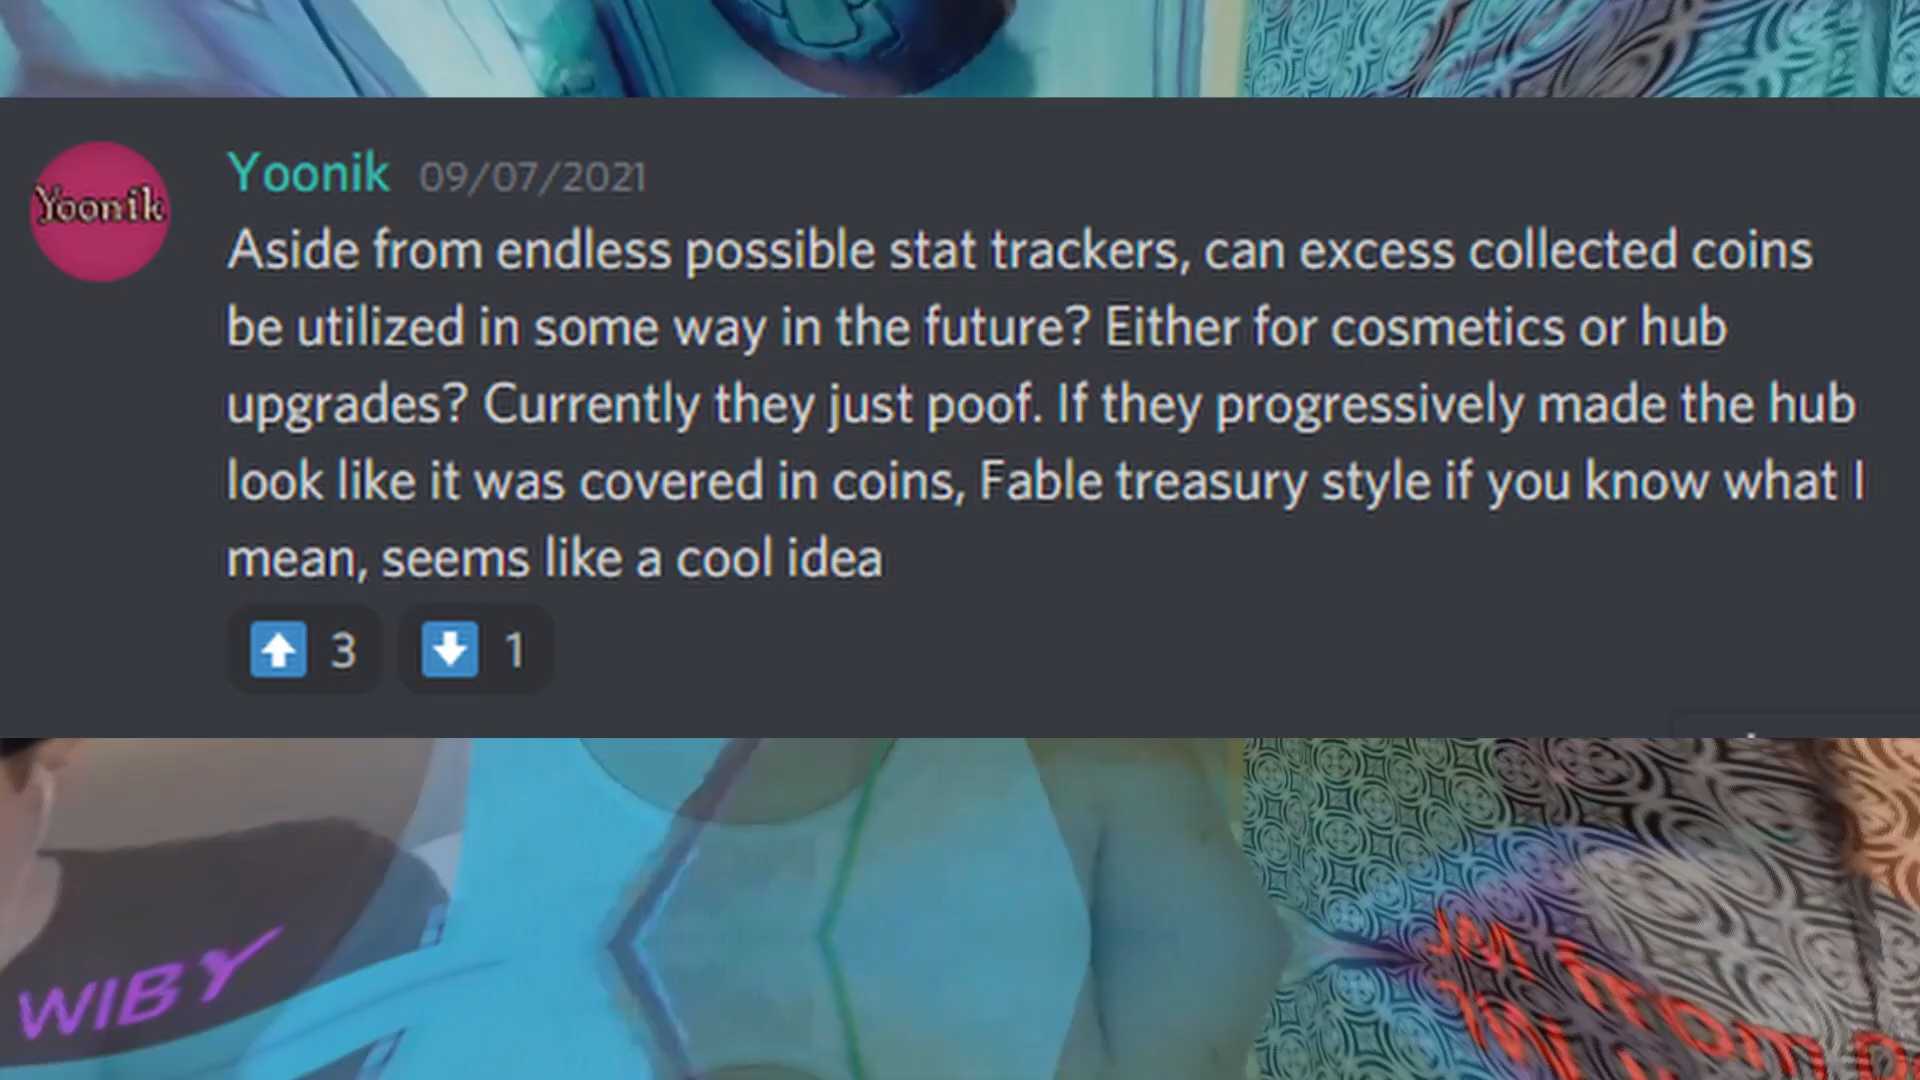 Yoonik
Yoonik 09/07/2021
Aside from endless possible stat trackers, can excess collected coins
be utilized in some way in the future? Either for cosmetics or hub
upgrades? Currently they just poof. If they progressively made the hub
look like it was covered in coins, Fable treasury style if you know what I
mean, seems like a cool idea
3 1
WIBY